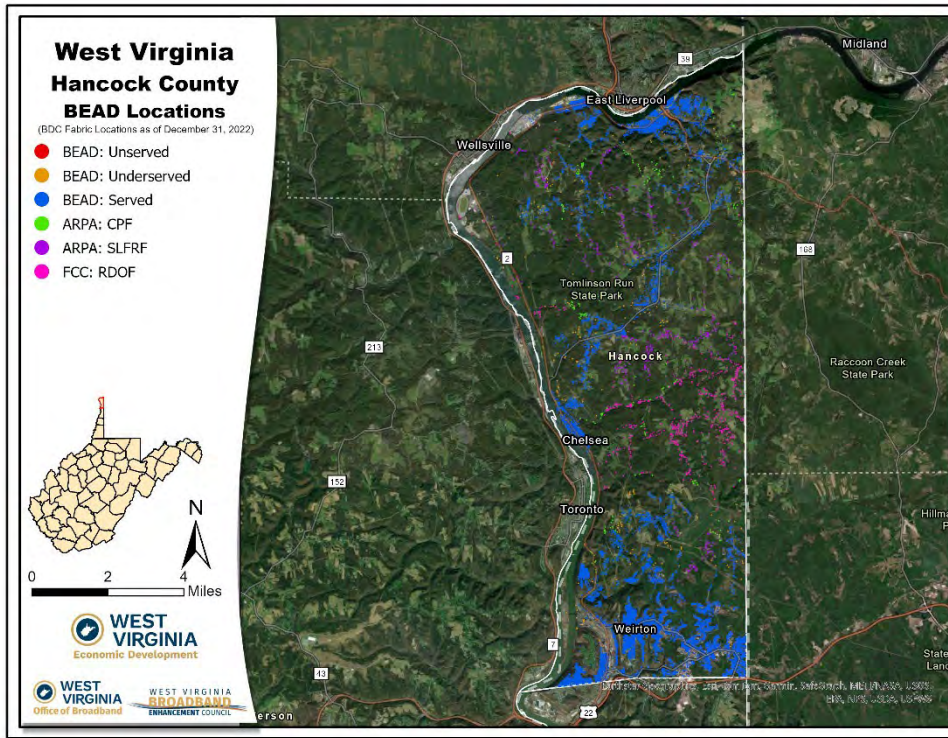 West Virginia
Hancock County
BEAD Locations
(BDC Fabric Locations as of December 31, 2022)
BEAD: Unserved
BEAD: Underserved
BEAD: Served
ARPA: CPF
ARPA: SLFRF
FCC: RDOF
N
0 2 4
Miles
WEST
VIRGINIA
Economic Development
WEST
VIRGINIA
Office of Broadband
WEST VIRGINIA
BROADBAND
ENHANCEMENT COUNCIL
Midland
39
East Liverpool
Wellsville
168
2
Tomlinson Run
State Park
213
Hancock
Raccoon Creek
State Park
Chelsea
152
Toronto
Weirton
7
43
22